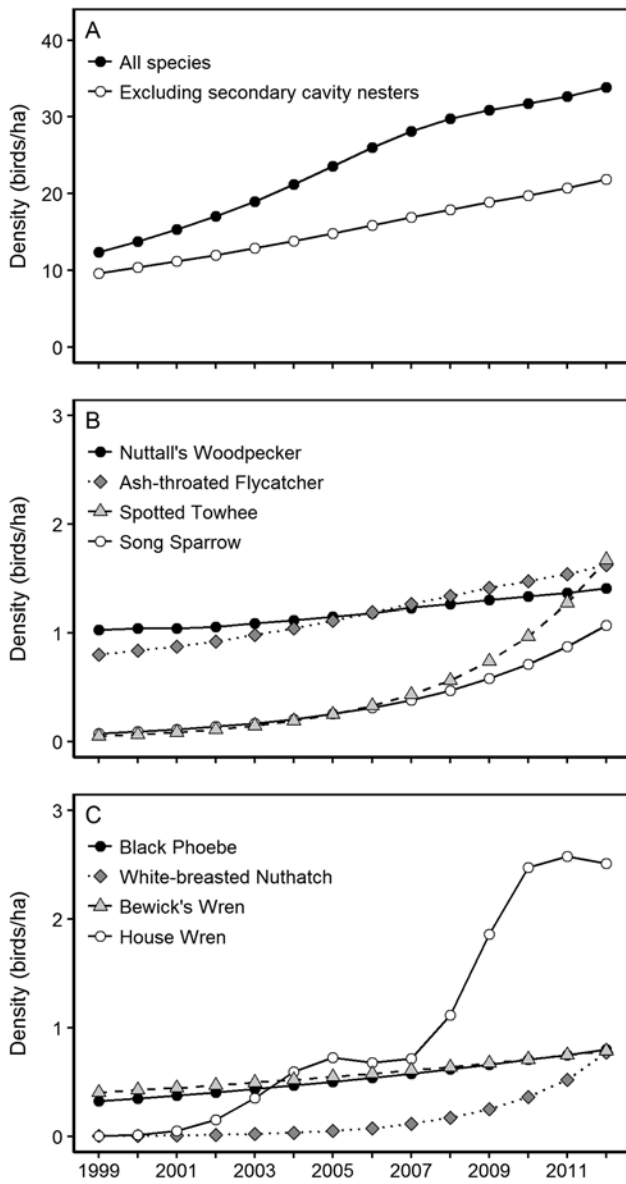 A
All species
Excluding secondary cavity nesters
40
30
20
10
0
Density (birds/ha)
B
Nuttall's Woodpecker
Ash-throated Flycatcher
Spotted Towhee
Song Sparrow
3
2
1
0
Density (birds/ha)
C
Black Phoebe
White-breasted Nuthatch
Bewick's Wren
House Wren
3
2
1
0
Density (birds/ha)
1999 2001 2003 2005 2007 2009 2011